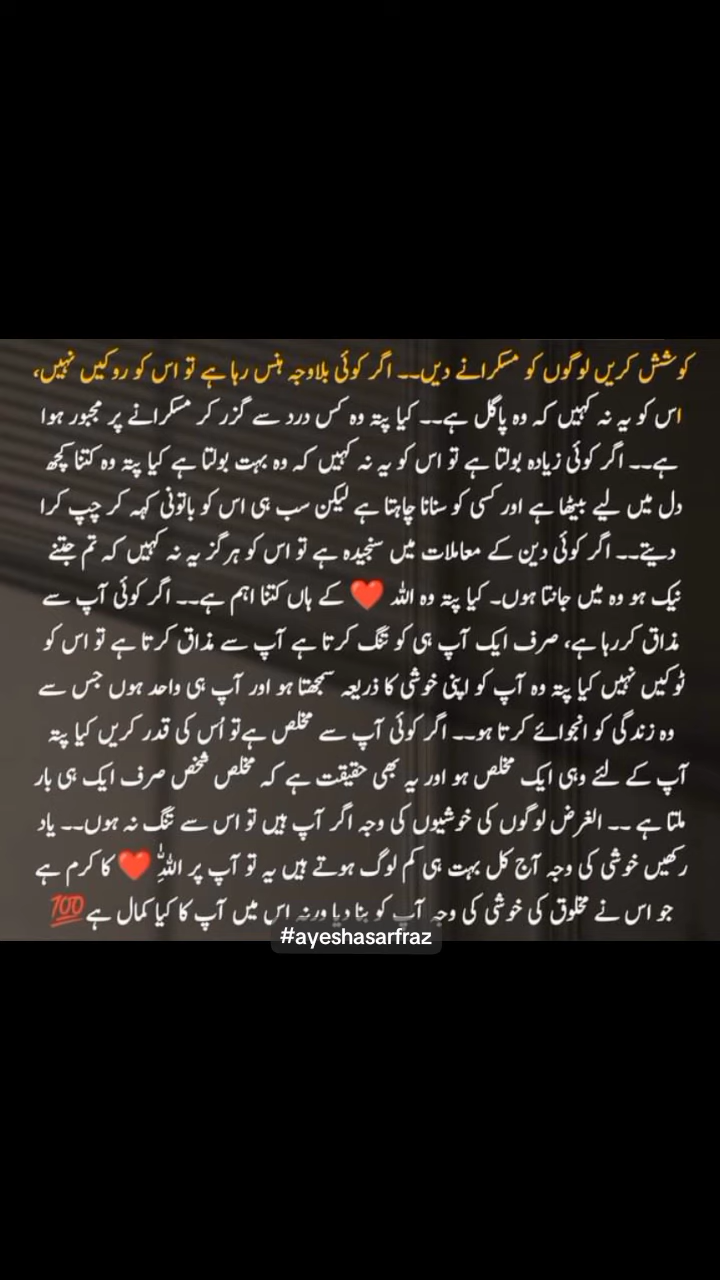 کوشش کریں لوگوں کو مسکرانے دیں۔۔ اگر کوئی بلاوجہ ہنس رہا ہے تو اس کو روکیں نہیں،
اس کو یہ نہ کہیں کہ وہ پاگل ہے۔۔ کیا پتہ وہ کس درد سے گزر کر مسکرانے پر مجبور ہوا
ہے۔۔ اگر کوئی زیادہ بولتا ہے تو اس کو یہ نہ کہیں کہ وہ بہت بولتا ہے کیا پتہ وہ کتنا کچھ
دل میں لیے بیٹھا ہے اور کسی کو سنانا چاہتا ہے لیکن سب ہی اس کو باتونی کہہ کر چپ کرا
دیتے۔۔ اگر کوئی دین کے معاملات میں سنجیدہ ہے تو اس کو ہرگز یہ نہ کہیں کہ تم جتنے
نیک ہو وہ میں جانتا ہوں۔ کیا پتہ وہ اللہ ❤️ کے ہاں کتنا اہم ہے۔۔ اگر کوئی آپ سے
مذاق کررہا ہے، صرف ایک آپ ہی کو تنگ کرتا ہے آپ سے مذاق کرتا ہے تو اس کو
ٹوکیں نہیں کیا پتہ وہ آپ کو اپنی خوشی کا ذریعہ سمجھتا ہو اور آپ ہی واحد ہوں جس سے
وہ زندگی کو انجوائے کرتا ہو۔۔ اگر کوئی آپ سے مخلص ہے تو اُس کی قدر کریں کیا پتہ
آپ کے لئے وہی ایک مخلص ہو اور یہ بھی حقیقت ہے کہ مخلص شخص صرف ایک ہی بار
ملتا ہے ۔۔ الغرض لوگوں کی خوشیوں کی وجہ اگر آپ ہیں تو اس سے تنگ نہ ہوں۔۔ یاد
رکھیں خوشی کی وجہ آج کل بہت ہی کم لوگ ہوتے ہیں یہ تو آپ پر اللہِ ❤️ کا کرم ہے
جو اس نے مخلوق کی خوشی کی وجہ آپ کو بنا دیا ورنہ اس میں آپ کا کیا کمال ہے 💯
#ayeshasarfraz